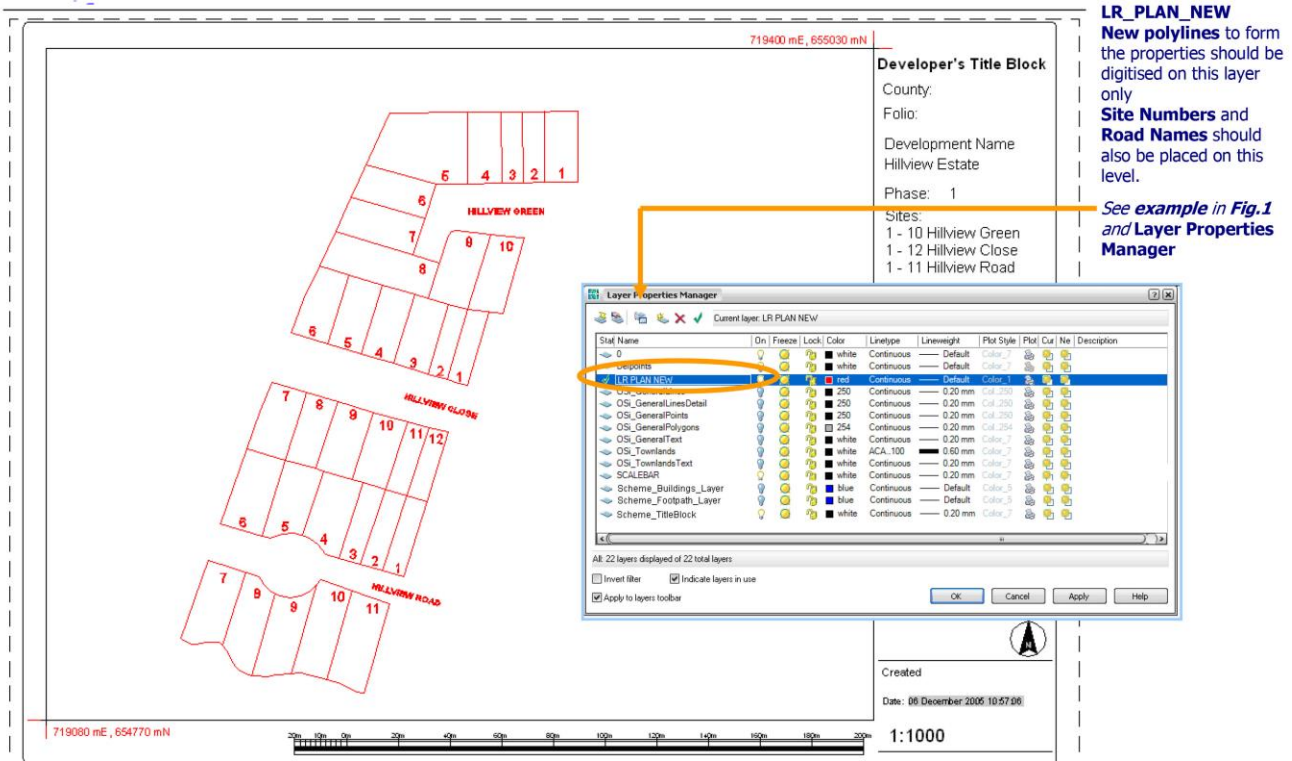 LR_PLAN_NEW
New polylines to form
the properties should be
digitised on this layer
only
Site Numbers and
Road Names should
also be placed on this
level.
See example in Fig.1
and Layer Properties
Manager
719400 mE, 655030 mN
Developer's Title Block
County:
Folio:
Development Name
Hillview Estate
Phase: 1
Sites:
1 - 10 Hillview Green
1 - 12 Hillview Close
1 - 11 Hillview Road
5 4 3 2 1
6
HILLVIEW GREEN
7
9 10
8
6 5 4 3 2 1
HILLVIEW CLOSE
7 8 9 10 11 12
6 5 4 3 2 1
HILLVIEW ROAD
7 8 9 10 11
Layer Properties Manager
Current layer: LR PLAN NEW
Stat Name On Freeze Lock Color Linetype Lineweight Plot Style Plot Cur Ne Description
0 white Continuous Default Color_7
Delpoints white Continuous Default Color_7
LR PLAN NEW red Continuous Default Color_1
OSi_GeneralLines 250 Continuous 0.20 mm Col..250
OSi_GeneralLinesDetail 250 Continuous 0.20 mm Col..250
OSi_GeneralPoints 250 Continuous 0.20 mm Col..250
OSi_GeneralPolygons 254 Continuous 0.20 mm Col..254
OSi_GeneralText white Continuous 0.20 mm Color_7
OSi_Townlands white ACA..100 0.60 mm Color_7
OSi_TownlandsText white Continuous 0.20 mm Color_7
SCALEBAR white Continuous 0.20 mm Color_7
Scheme_Buildings_Layer blue Continuous Default Color_5
Scheme_Footpath_Layer blue Continuous Default Color_5
Scheme_TitleBlock white Continuous 0.20 mm Color_7
All: 22 layers displayed of 22 total layers
Invert filter Indicate layers in use
Apply to layers toolbar OK Cancel Apply Help
N
Created
Date: 06 December 2005 10:57:06
1:1000
719080 mE, 654770 mN
20m 10m 0m 20m 40m 60m 80m 100m 120m 140m 160m 180m 200m